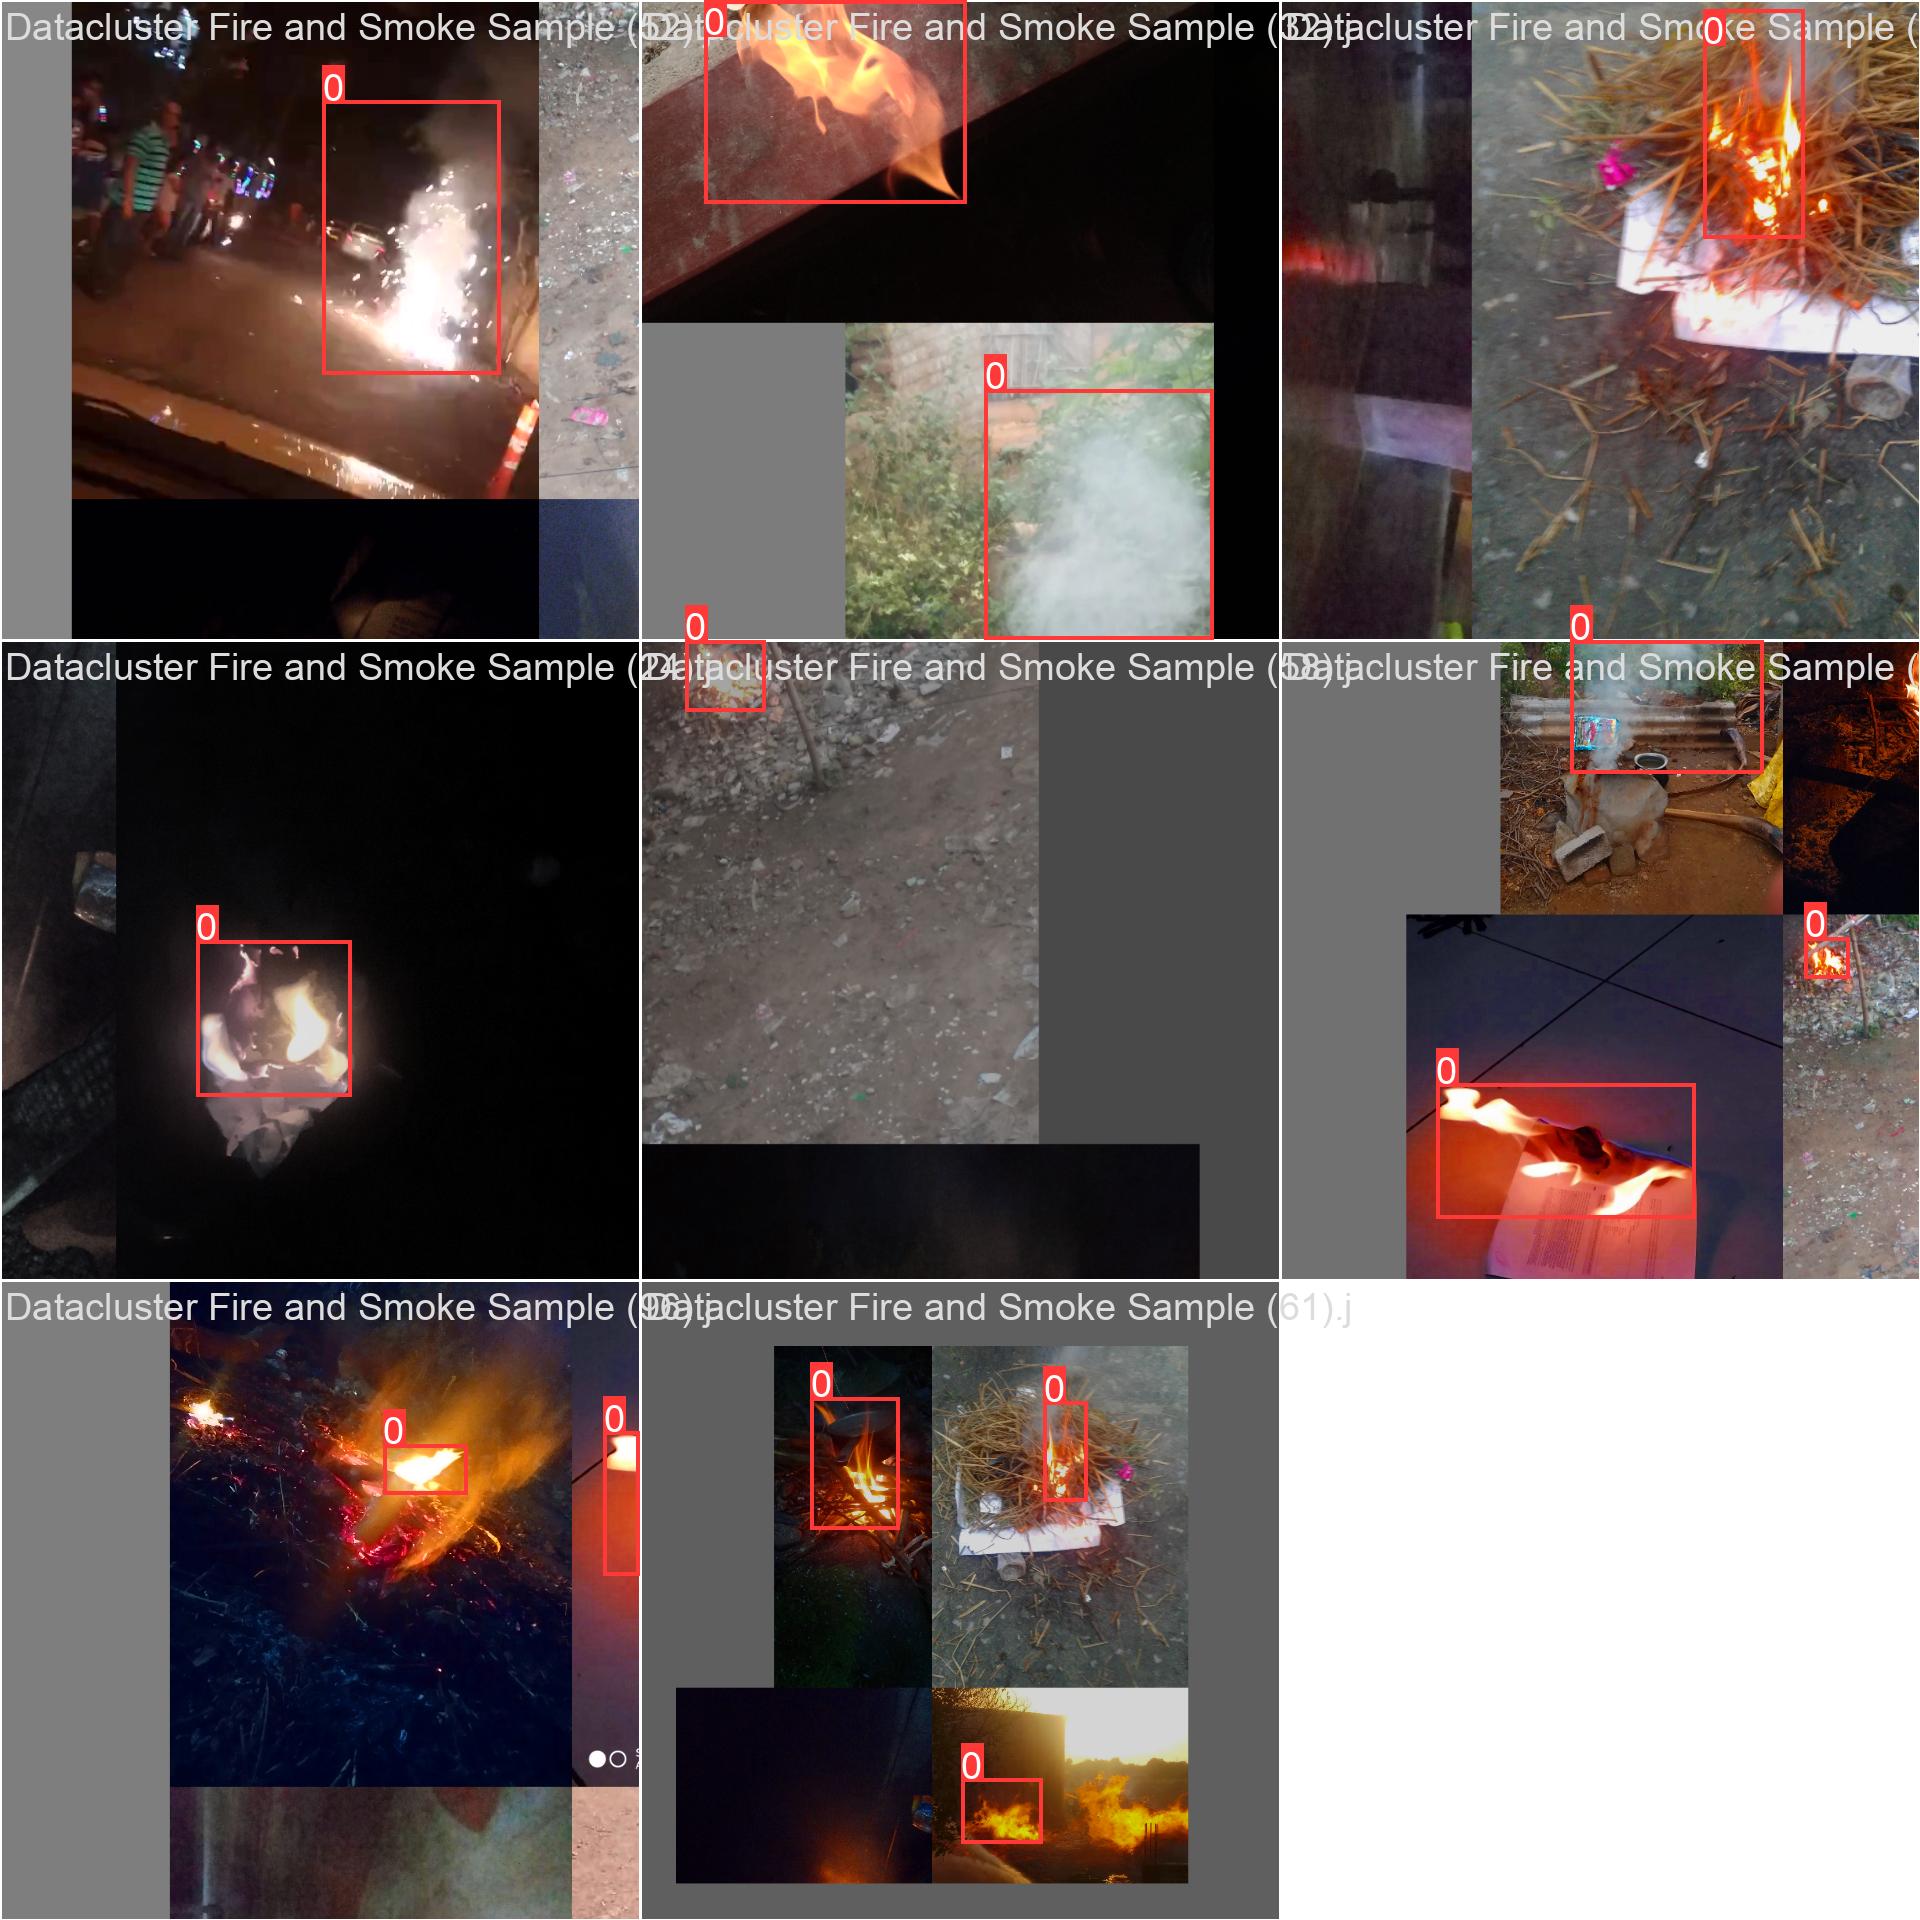 Datacluster Fire and Smoke Sample (52).j
Datacluster Fire and Smoke Sample (32).j
Datacluster Fire and Smoke Sample (
0
0
0
0
0
Datacluster Fire and Smoke Sample (24).j
Datacluster Fire and Smoke Sample (58).j
Datacluster Fire and Smoke Sample (
0
0
0
0
Datacluster Fire and Smoke Sample (96).j
Datacluster Fire and Smoke Sample (61).j
0
0
0
0
0